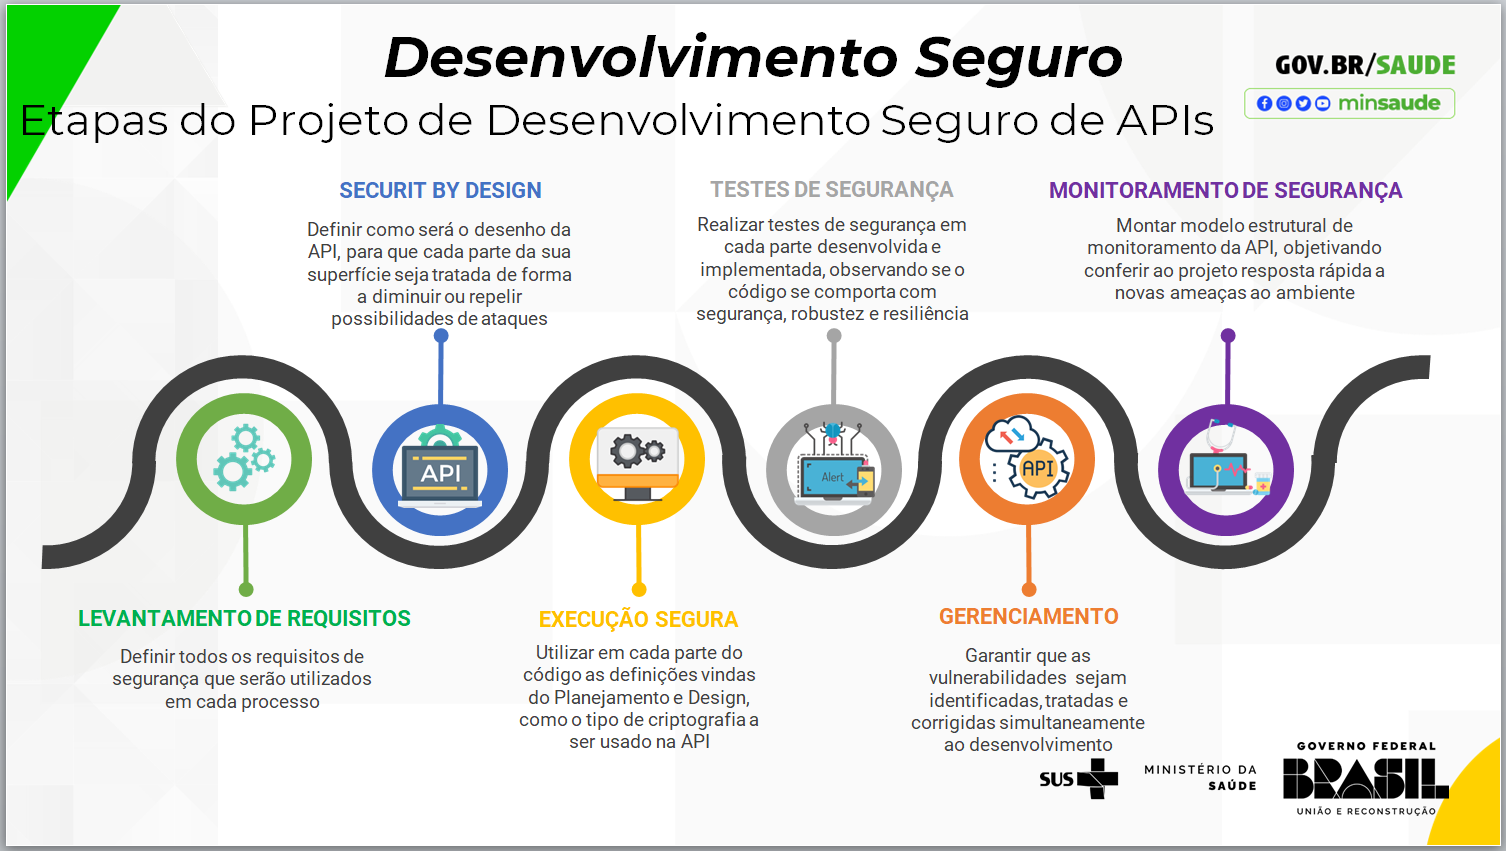 Desenvolvimento Seguro
Etapas do Projeto de Desenvolvimento Seguro de APIs
GOV.BR/SAUDE
minsaude
SECURIT BY DESIGN
Definir como será o desenho da
API, para que cada parte da sua
superfície seja tratada de forma
a diminuir ou repelir
possibilidades de ataques
TESTES DE SEGURANÇA
Realizar testes de segurança em
cada parte desenvolvida e
implementada, observando se o
código se comporta com
segurança, robustez e resiliência
MONITORAMENTO DE SEGURANÇA
Montar modelo estrutural de
monitoramento da API, objetivando
conferir ao projeto resposta rápida a
novas ameaças ao ambiente
API
Alert
API
LEVANTAMENTO DE REQUISITOS
Definir todos os requisitos de
segurança que serão utilizados
em cada processo
EXECUÇÃO SEGURA
Utilizar em cada parte do
código as definições vindas
do Planejamento e Design,
como o tipo de criptografia a
ser usado na API
GERENCIAMENTO
Garantir que as
vulnerabilidades sejam
identificadas, tratadas e
corrigidas simultaneamente
ao desenvolvimento
SUS
MINISTÉRIO DA
SAÚDE
GOVERNO FEDERAL
BRASIL
UNIÃO E RECONSTRUÇÃO